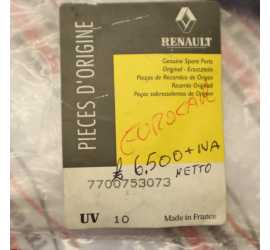 PIECES D'ORIGINE
RENAULT
Genuine Spare Parts
Original - Ersatzteile
Piezas de Recambio de Origen
Ricambi Originali
Peças sobressalentes de Origem
EUROCAR
£ 6.500 + IVA
NETTO
7700753073
UV 10
Made in France